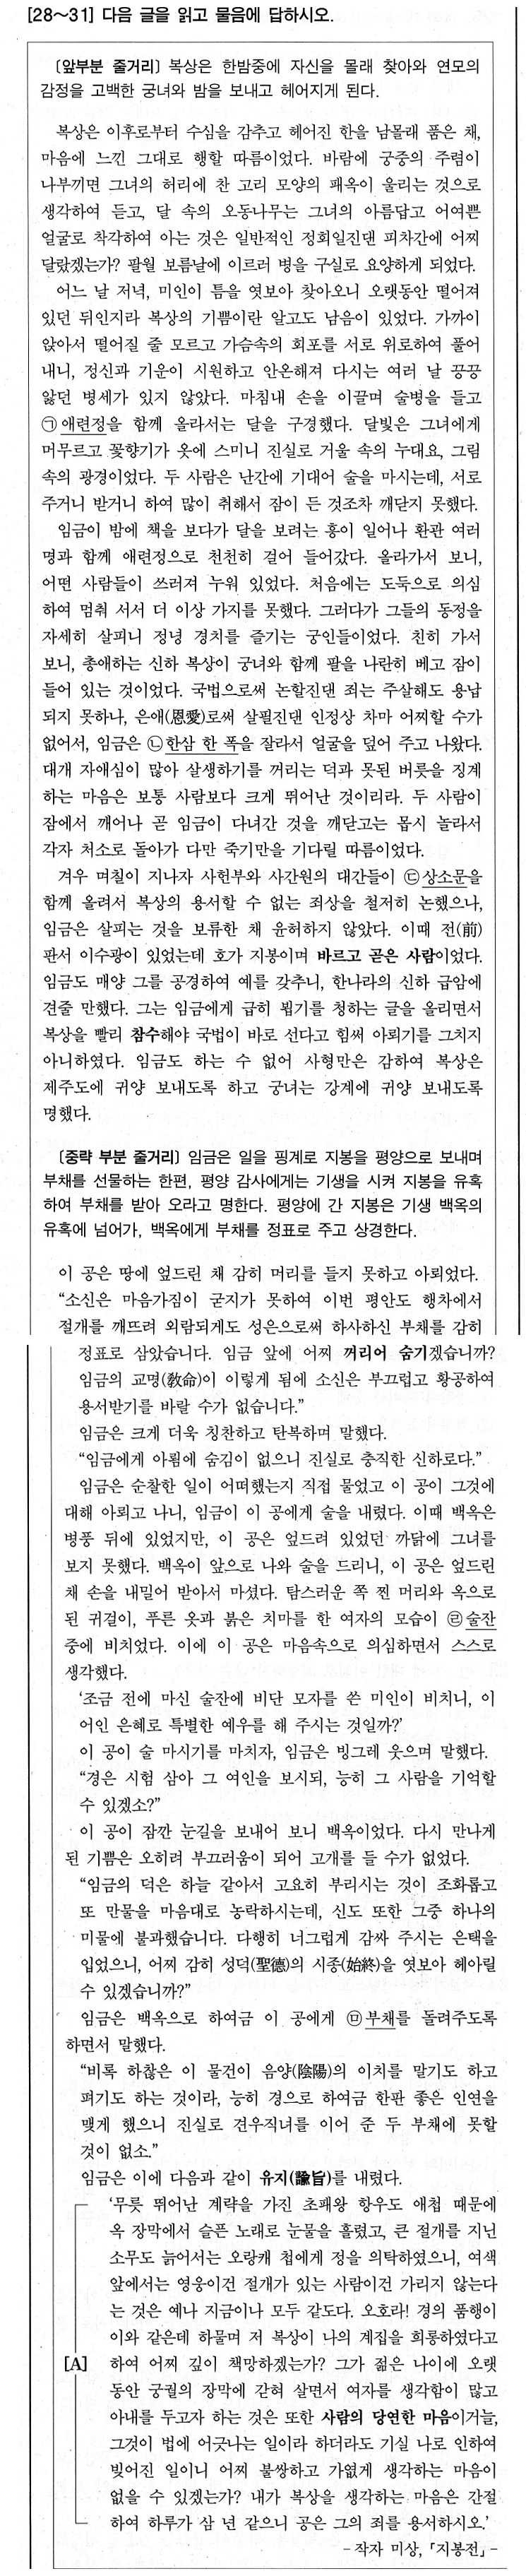 [28～31] 다음 글을 읽고 물음에 답하시오.
〔앞부분 줄거리〕 복상은 한밤중에 자신을 몰래 찾아와 연모의
감정을 고백한 궁녀와 밤을 보내고 헤어지게 된다.
복상은 이후로부터 수심을 감추고 헤어진 한을 남몰래 품은 채,
마음에 느낀 그대로 행할 따름이었다. 바람에 궁중의 주렴이
나부끼면 그녀의 허리에 찬 고리 모양의 패옥이 울리는 것으로
생각하여 듣고, 달 속의 오동나무는 그녀의 아름답고 어여쁜
얼굴로 착각하여 아는 것은 일반적인 정회일진댄 피차간에 어찌
달랐겠는가? 팔월 보름날에 이르러 병을 구실로 요양하게 되었다.
어느 날 저녁, 미인이 틈을 엿보아 찾아오니 오랫동안 떨어져
있던 뒤인지라 복상의 기쁨이란 알고도 남음이 있었다. 가까이
앉아서 떨어질 줄 모르고 가슴속의 회포를 서로 위로하여 풀어
내니, 정신과 기운이 시원하고 안온해져 다시는 여러 날 끙끙
앓던 병세가 있지 않았다. 마침내 손을 이끌며 술병을 들고
㉠애련정을 함께 올라서는 달을 구경했다. 달빛은 그녀에게
머무르고 꽃향기가 옷에 스미니 진실로 거울 속의 누대요, 그림
속의 광경이었다. 두 사람은 난간에 기대어 술을 마시는데, 서로
주거니 받거니 하여 많이 취해서 잠이 든 것조차 깨닫지 못했다.
임금이 밤에 책을 보다가 달을 보려는 흥이 일어나 환관 여러
명과 함께 애련정으로 천천히 걸어 들어갔다. 올라가서 보니,
어떤 사람들이 쓰러져 누워 있었다. 처음에는 도둑으로 의심
하여 멈춰 서서 더 이상 가지를 못했다. 그러다가 그들의 동정을
자세히 살피니 정녕 경치를 즐기는 궁인들이었다. 친히 가서
보니, 총애하는 신하 복상이 궁녀와 함께 팔을 나란히 베고 잠이
들어 있는 것이었다. 국법으로써 논할진댄 죄는 주살해도 용납
되지 못하나, 은애(恩愛)로써 살필진댄 인정상 차마 어찌할 수가
없어서, 임금은 ㉡한삼 한 폭을 잘라서 얼굴을 덮어 주고 나왔다.
대개 자애심이 많아 살생하기를 꺼리는 덕과 못된 버릇을 징계
하는 마음은 보통 사람보다 크게 뛰어난 것이리라. 두 사람이
잠에서 깨어나 곧 임금이 다녀간 것을 깨닫고는 몹시 놀라서
각자 처소로 돌아가 다만 죽기만을 기다릴 따름이었다.
겨우 며칠이 지나자 사헌부와 사간원의 대간들이 ㉢상소문을
함께 올려서 복상의 용서할 수 없는 죄상을 철저히 논했으나,
임금은 살피는 것을 보류한 채 윤허하지 않았다. 이때 전(前)
판서 이수광이 있었는데 호가 지봉이며 바르고 곧은 사람이었다.
임금도 매양 그를 공경하여 예를 갖추니, 한나라의 신하 급암에
견줄 만했다. 그는 임금에게 급히 뵙기를 청하는 글을 올리면서
복상을 빨리 참수해야 국법이 바로 선다고 힘써 아뢰기를 그치지
아니하였다. 임금도 하는 수 없어 사형만은 감하여 복상은
제주도에 귀양 보내도록 하고 궁녀는 강계에 귀양 보내도록
명했다.
〔중략 부분 줄거리〕 임금은 일을 핑계로 지봉을 평양으로 보내며
부채를 선물하는 한편, 평양 감사에게는 기생을 시켜 지봉을 유혹
하여 부채를 받아 오라고 명한다. 평양에 간 지봉은 기생 백옥의
유혹에 넘어가, 백옥에게 부채를 정표로 주고 상경한다.
이 공은 땅에 엎드린 채 감히 머리를 들지 못하고 아뢰었다.
“소신은 마음가짐이 굳지가 못하여 이번 평안도 행차에서
절개를 깨뜨려 외람되게도 성은으로써 하사하신 부채를 감히
정표로 삼았습니다. 임금 앞에 어찌 꺼리어 숨기겠습니까?
임금의 교명(敎命)이 이렇게 됨에 소신은 부끄럽고 황공하여
용서받기를 바랄 수가 없습니다.”
임금은 크게 더욱 칭찬하고 탄복하며 말했다.
“임금에게 아룀에 숨김이 없으니 진실로 충직한 신하로다.”
임금은 순찰한 일이 어떠했는지 직접 물었고 이 공이 그것에
대해 아뢰고 나니, 임금이 이 공에게 술을 내렸다. 이때 백옥은
병풍 뒤에 있었지만, 이 공은 엎드려 있었던 까닭에 그녀를
보지 못했다. 백옥이 앞으로 나와 술을 드리니, 이 공은 엎드린
채 손을 내밀어 받아서 마셨다. 탐스러운 쪽 찐 머리와 옥으로
된 귀걸이, 푸른 옷과 붉은 치마를 한 여자의 모습이 ㉣술잔
중에 비치었다. 이에 이 공은 마음속으로 의심하면서 스스로
생각했다.
‘조금 전에 마신 술잔에 비단 모자를 쓴 미인이 비치니, 이
어인 은혜로 특별한 예우를 해 주시는 것일까?’
이 공이 술 마시기를 마치자, 임금은 빙그레 웃으며 말했다.
“경은 시험 삼아 그 여인을 보시되, 능히 그 사람을 기억할
수 있겠소?”
이 공이 잠깐 눈길을 보내어 보니 백옥이었다. 다시 만나게
된 기쁨은 오히려 부끄러움이 되어 고개를 들 수가 없었다.
“임금의 덕은 하늘 같아서 고요히 부리시는 것이 조화롭고
또 만물을 마음대로 농락하시는데, 신도 또한 그중 하나의
미물에 불과했습니다. 다행히 너그럽게 감싸 주시는 은택을
입었으니, 어찌 감히 성덕(聖德)의 시종(始終)을 엿보아 헤아릴
수 있겠습니까?”
임금은 백옥으로 하여금 이 공에게 ㉤부채를 돌려주도록
하면서 말했다.
“비록 하찮은 이 물건이 음양(陰陽)의 이치를 말기도 하고
펴기도 하는 것이라, 능히 경으로 하여금 한판 좋은 인연을
맺게 했으니 진실로 견우직녀를 이어 준 두 부채에 못할
것이 없소.”
임금은 이에 다음과 같이 유지(諭旨)를 내렸다.
‘무릇 뛰어난 계략을 가진 초패왕 항우도 애첩 때문에
옥 장막에서 슬픈 노래로 눈물을 흘렸고, 큰 절개를 지닌
소무도 늙어서는 오랑캐 첩에게 정을 의탁하였으니, 여색
앞에서는 영웅이건 절개가 있는 사람이건 가리지 않는다
는 것은 예나 지금이나 모두 같도다. 오호라! 경의 품행이
이와 같은데 하물며 저 복상이 나의 계집을 희롱하였다고
[A] 하여 어찌 깊이 책망하겠는가? 그가 젊은 나이에 오랫
동안 궁궐의 장막에 갇혀 살면서 여자를 생각함이 많고
아내를 두고자 하는 것은 또한 사람의 당연한 마음이거늘,
그것이 법에 어긋나는 일이라 하더라도 기실 나로 인하여
빚어진 일이니 어찌 불쌍하고 가엾게 생각하는 마음이
없을 수 있겠는가? 내가 복상을 생각하는 마음은 간절
하여 하루가 삼 년 같으니 공은 그의 죄를 용서하시오.’
- 작자 미상, 「지봉전」 -